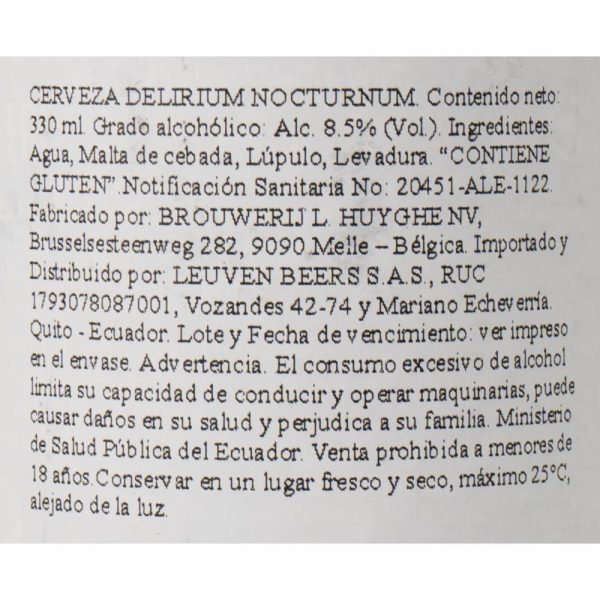 CERVEZA DELIRIUM NOCTURNUM. Contenido neto:
330 ml. Grado alcohólico: Alc. 8.5% (Vol.). Ingredientes:
Agua, Malta de cebada, Lúpulo, Levadura. “CONTIENE
GLUTEN”.Notificación Sanitaria No: 20451-ALE-1122.
Fabricado por: BROUWERIJ L. HUYGHE NV,
Brusselsesteenweg 282, 9090 Melle – Bélgica. Importado y
Distribuido por: LEUVEN BEERS S.A.S., RUC
1793078087001, Vozandes 42-74 y Mariano Echeverría.
Quito - Ecuador. Lote y Fecha de vencimiento: ver impreso
en el envase. Advertencia. El consumo excesivo de alcohol
limita su capacidad de conducir y operar maquinarias, puede
causar daños en su salud y perjudica a su familia. Ministerio
de Salud Pública del Ecuador. Venta prohibida a menores de
18 años.Conservar en un lugar fresco y seco, máximo 25°C,
alejado de la luz.